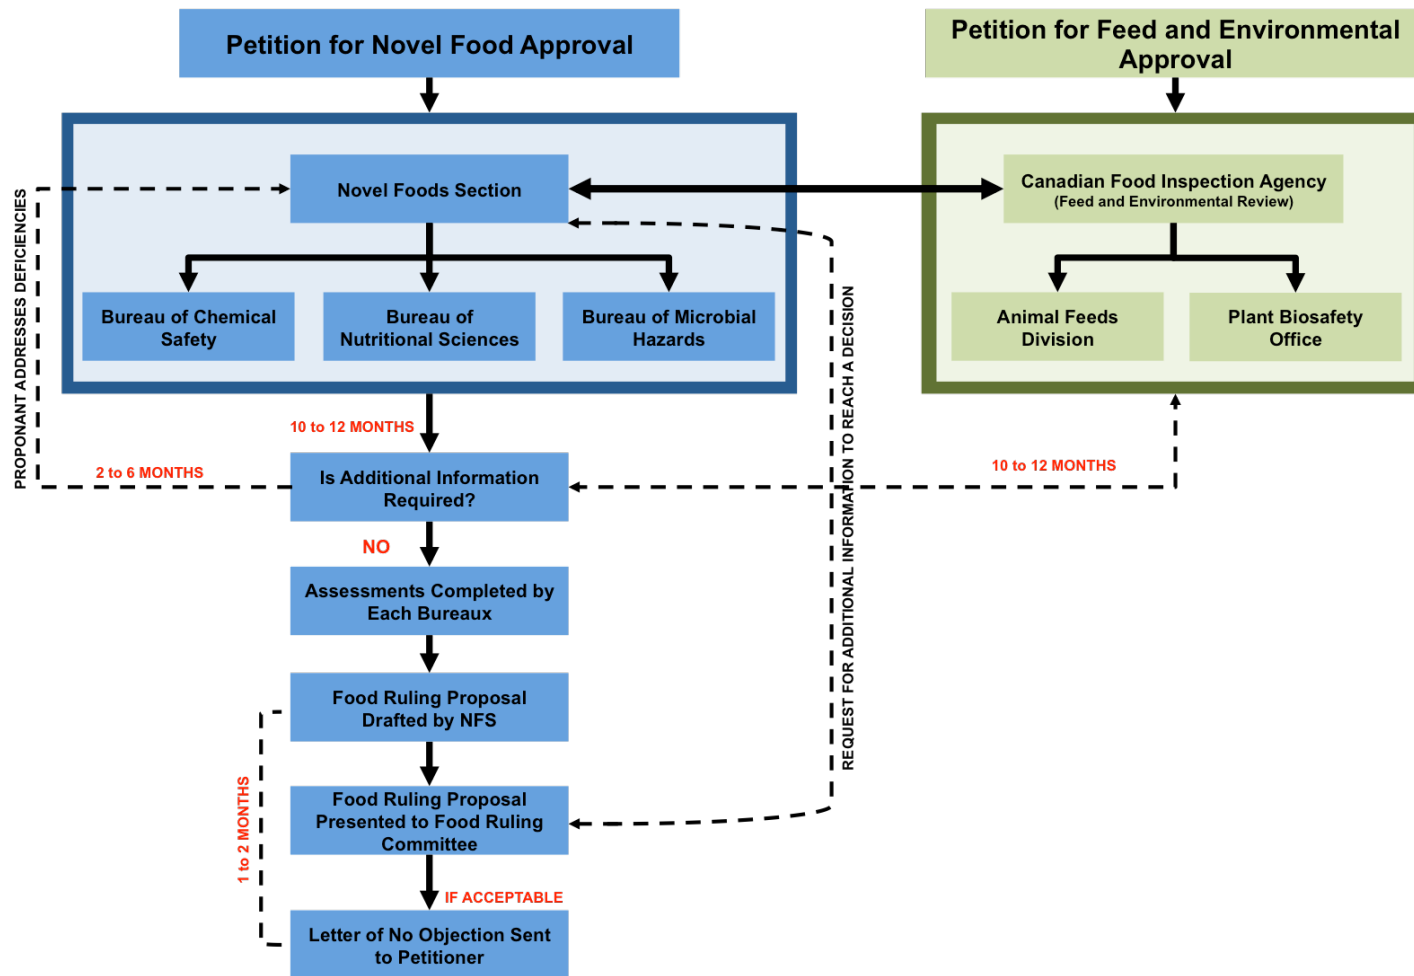 Petition for Novel Food Approval
Petition for Feed and Environmental
Approval
Novel Foods Section
Canadian Food Inspection Agency
(Feed and Environmental Review)
Bureau of Chemical
Safety
Bureau of
Nutritional Sciences
Bureau of Microbial
Hazards
Animal Feeds
Division
Plant Biosafety
Office
PROPONANT ADDRESSES DEFICIENCIES
10 to 12 MONTHS
2 to 6 MONTHS
Is Additional Information
Required?
10 to 12 MONTHS
REQUEST FOR ADDITIONAL INFORMATION TO REACH A DECISION
NO
Assessments Completed by
Each Bureaux
Food Ruling Proposal
Drafted by NFS
1 to 2 MONTHS
Food Ruling Proposal
Presented to Food Ruling
Committee
IF ACCEPTABLE
Letter of No Objection Sent
to Petitioner